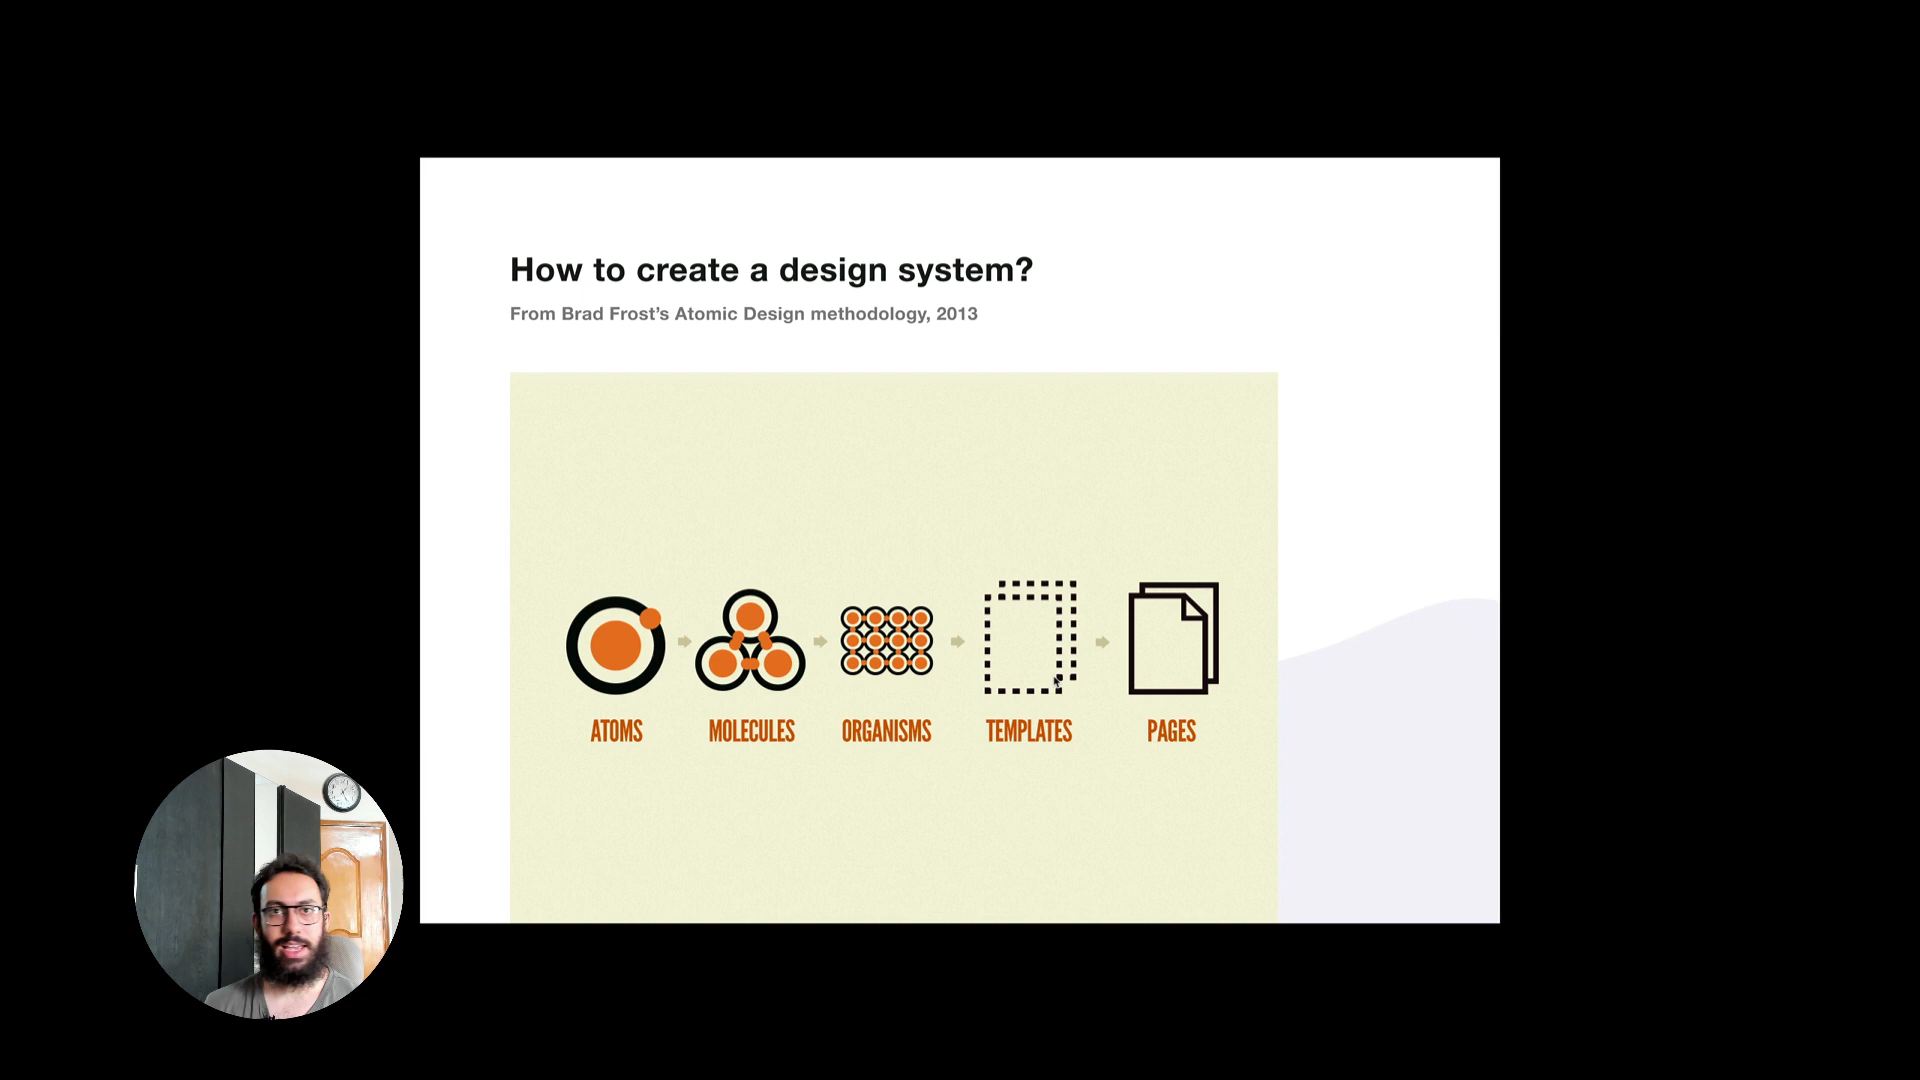 How to create a design system?
From Brad Frost’s Atomic Design methodology, 2013
ATOMS MOLECULES ORGANISMS TEMPLATES PAGES